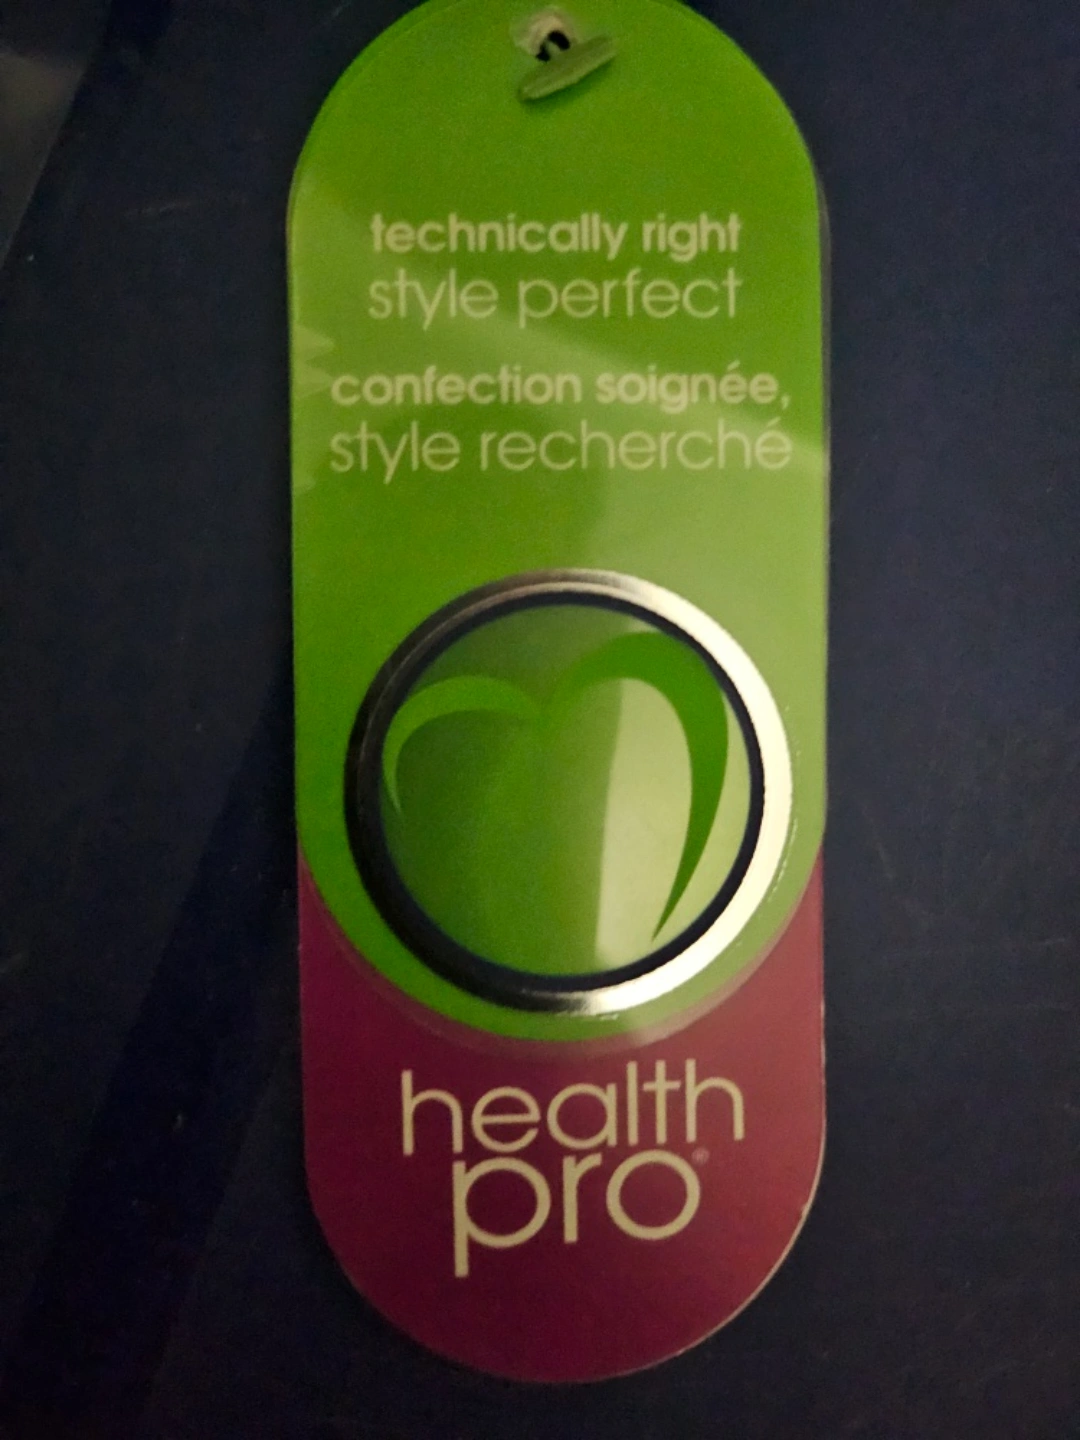 technically right
style perfect
confection soignée,
style recherché
health
pro®